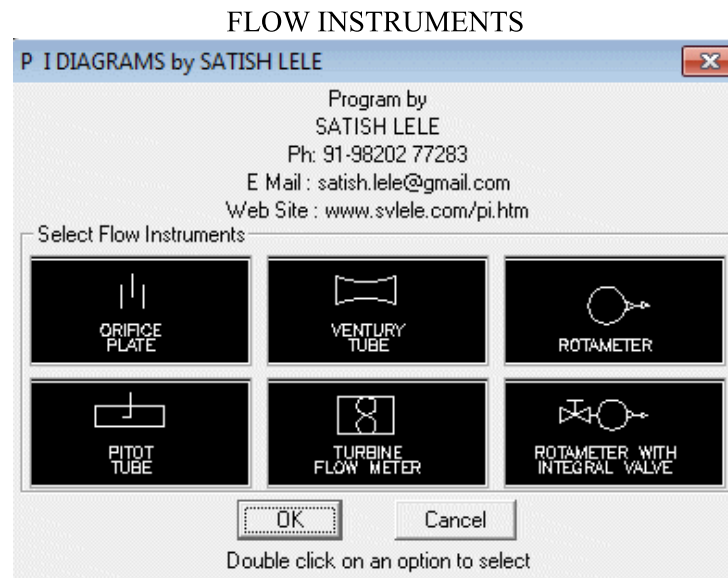 FLOW INSTRUMENTS
P I DIAGRAMS by SATISH LELE
Program by
SATISH LELE
Ph: 91-98202 77283
E Mail : satish.lele@gmail.com
Web Site : www.svlele.com/pi.htm
Select Flow Instruments
ORIFICE
PLATE
VENTURY
TUBE
ROTAMETER
PITOT
TUBE
TURBINE
FLOW METER
ROTAMETER WITH
INTEGRAL VALVE
OK
Cancel
Double click on an option to select